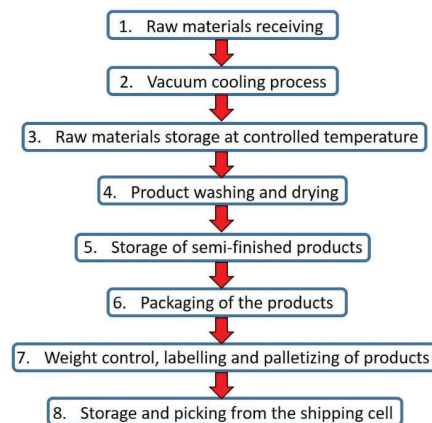 1. Raw materials receiving
2. Vacuum cooling process
3. Raw materials storage at controlled temperature
4. Product washing and drying
5. Storage of semi-finished products
6. Packaging of the products
7. Weight control, labelling and palletizing of products
8. Storage and picking from the shipping cell